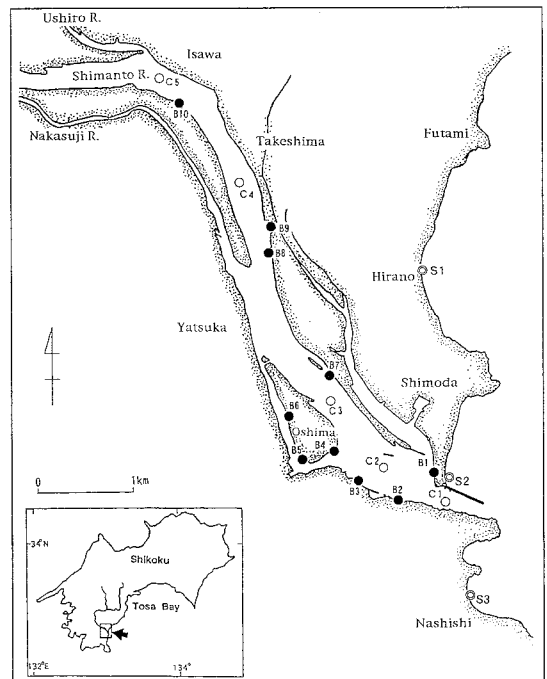 Ushiro R.
Isawa
Shimanto R.
C5
B10
Nakasuji R.
Takeshima
Futami
C4
B9
B8
Hirano
S1
Yatsuka
Shimoda
B7
C3
B6
Oshima
B5
B4
C2
B1
S2
B3
B2
C1
0
1km
S3
Nashishi
34°N
Shikoku
Tosa Bay
132°E
134°